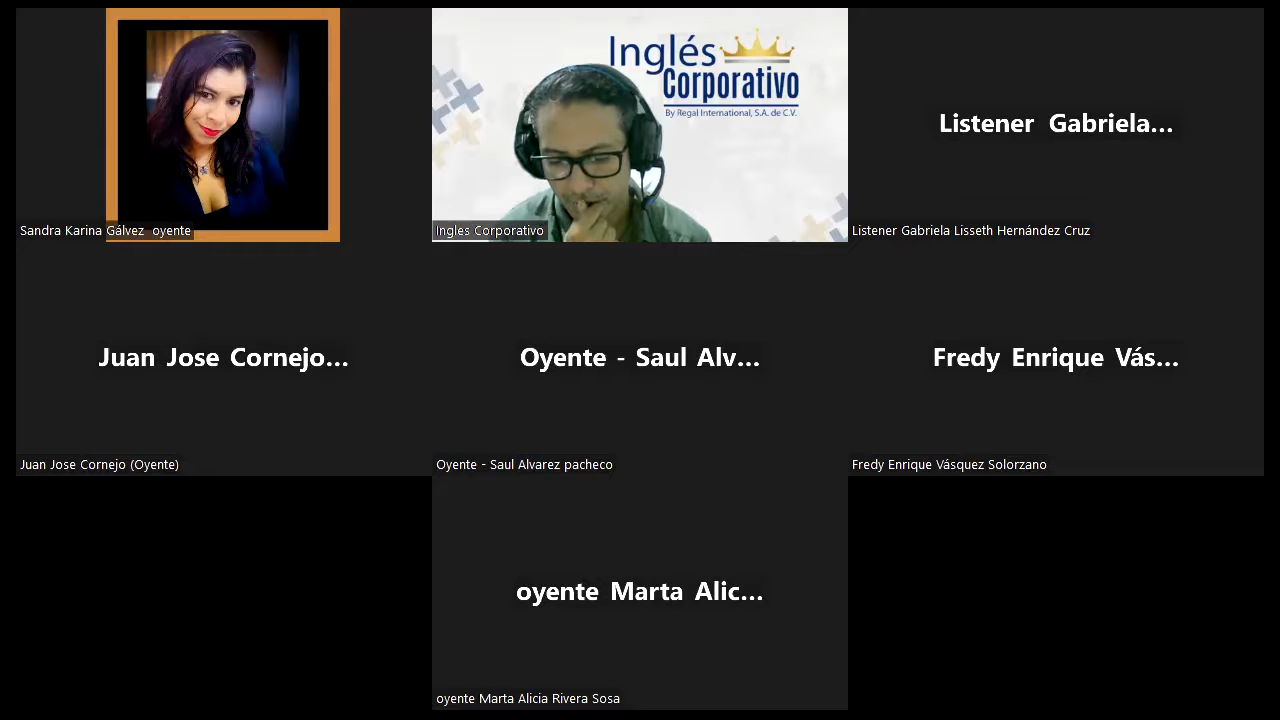 Sandra Karina Gálvez oyente
Inglés
Corporativo
By Regal International, S.A. de C.V.
Ingles Corporativo
Listener Gabriela...
Listener Gabriela Lisseth Hernández Cruz
Juan Jose Cornejo...
Juan Jose Cornejo (Oyente)
Oyente - Saul Alv...
Oyente - Saul Alvarez pacheco
Fredy Enrique Vás...
Fredy Enrique Vásquez Solorzano
oyente Marta Alic...
oyente Marta Alicia Rivera Sosa